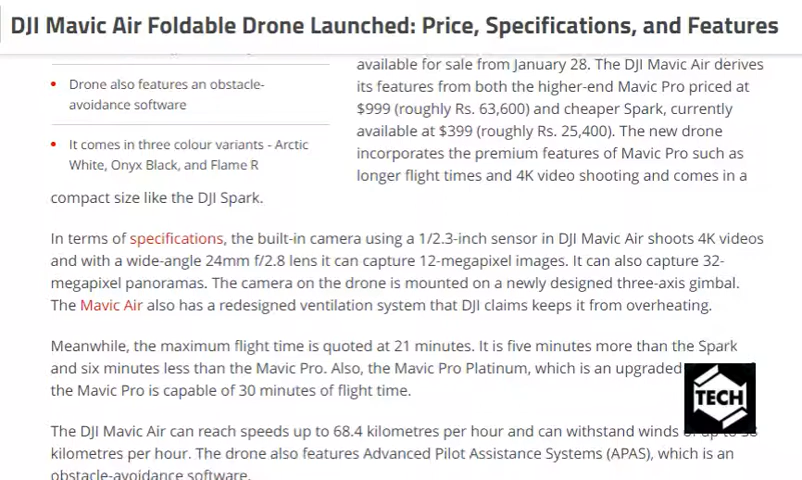 DJI Mavic Air Foldable Drone Launched: Price, Specifications, and Features
Drone also features an obstacle-
avoidance software
It comes in three colour variants - Arctic
White, Onyx Black, and Flame R
available for sale from January 28. The DJI Mavic Air derives
its features from both the higher-end Mavic Pro priced at
$999 (roughly Rs. 63,600) and cheaper Spark, currently
available at $399 (roughly Rs. 25,400). The new drone
incorporates the premium features of Mavic Pro such as
longer flight times and 4K video shooting and comes in a
compact size like the DJI Spark.
In terms of specifications, the built-in camera using a 1/2.3-inch sensor in DJI Mavic Air shoots 4K videos
and with a wide-angle 24mm f/2.8 lens it can capture 12-megapixel images. It can also capture 32-
megapixel panoramas. The camera on the drone is mounted on a newly designed three-axis gimbal.
The Mavic Air also has a redesigned ventilation system that DJI claims keeps it from overheating.
Meanwhile, the maximum flight time is quoted at 21 minutes. It is five minutes more than the Spark
and six minutes less than the Mavic Pro. Also, the Mavic Pro Platinum, which is an upgraded
the Mavic Pro is capable of 30 minutes of flight time.
TECH
The DJI Mavic Air can reach speeds up to 68.4 kilometres per hour and can withstand winds
kilometres per hour. The drone also features Advanced Pilot Assistance Systems (APAS), which is an
obstacle-avoidance software.